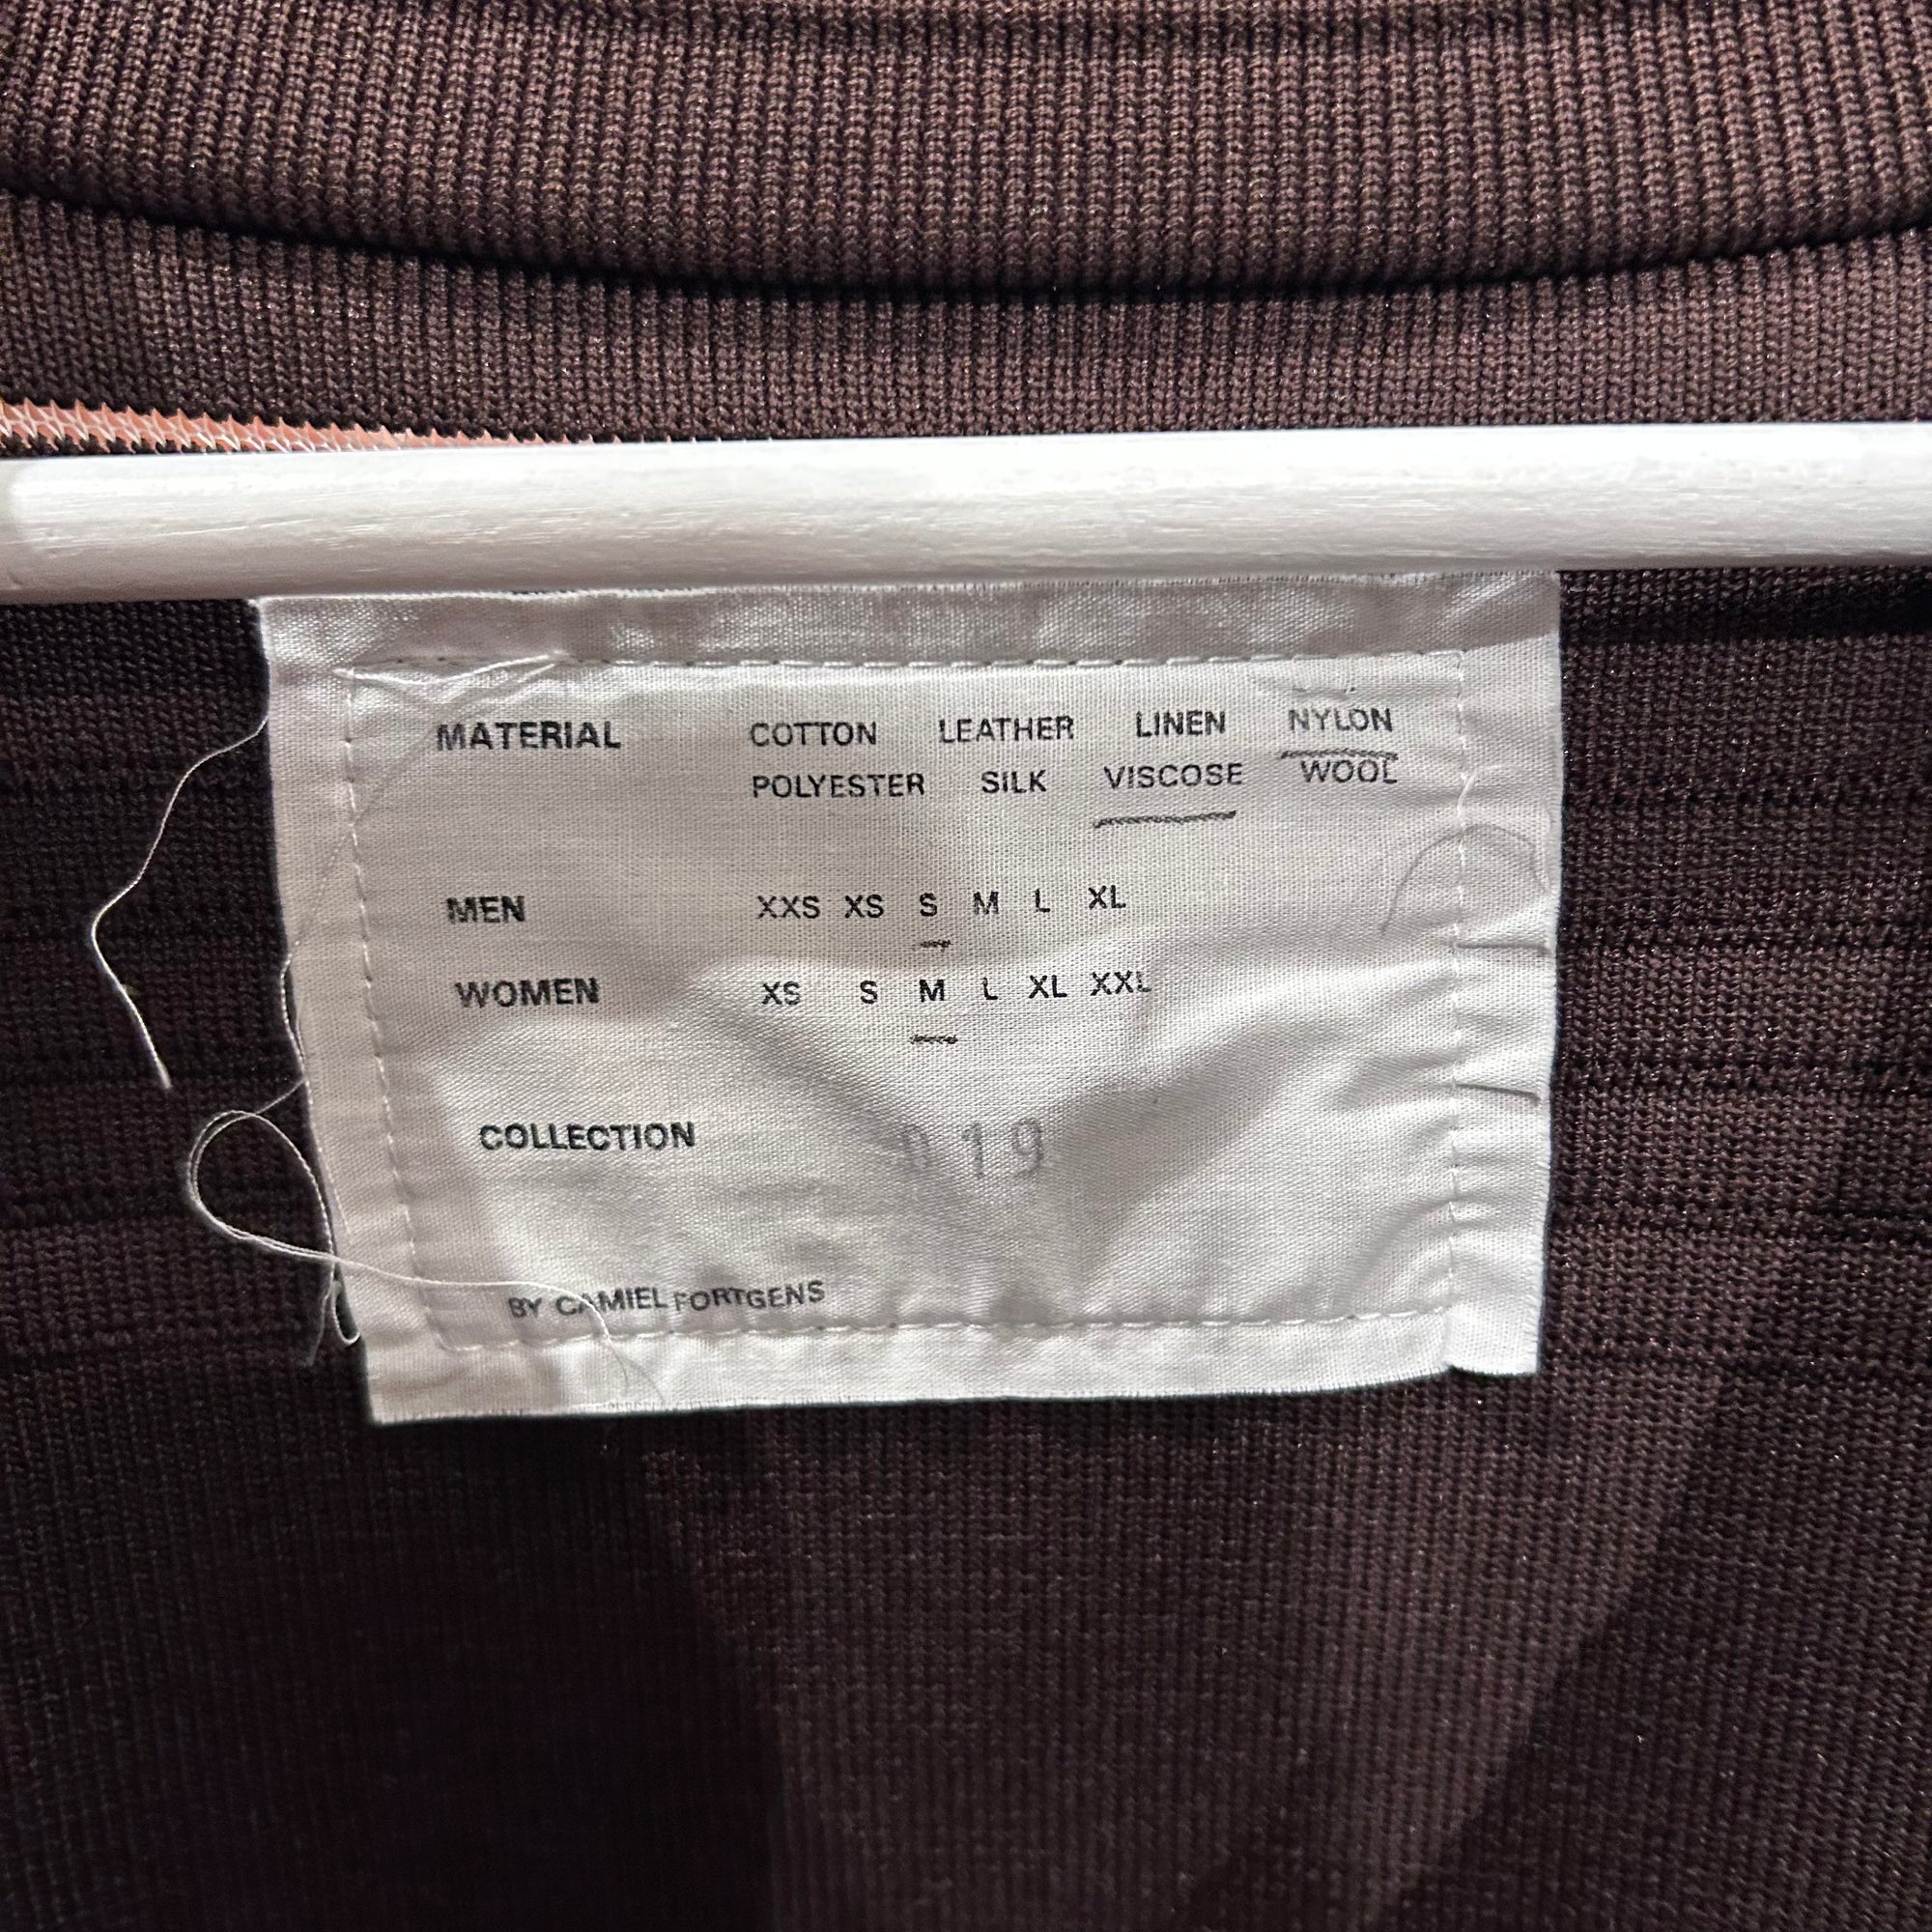 MATERIAL COTTON LEATHER LINEN NYLON
POLYESTER SILK VISCOSE WOOL
MEN XXS XS S M L XL
WOMEN XS S M L XL XXL
COLLECTION 019
BY CAMIEL FORTGENS